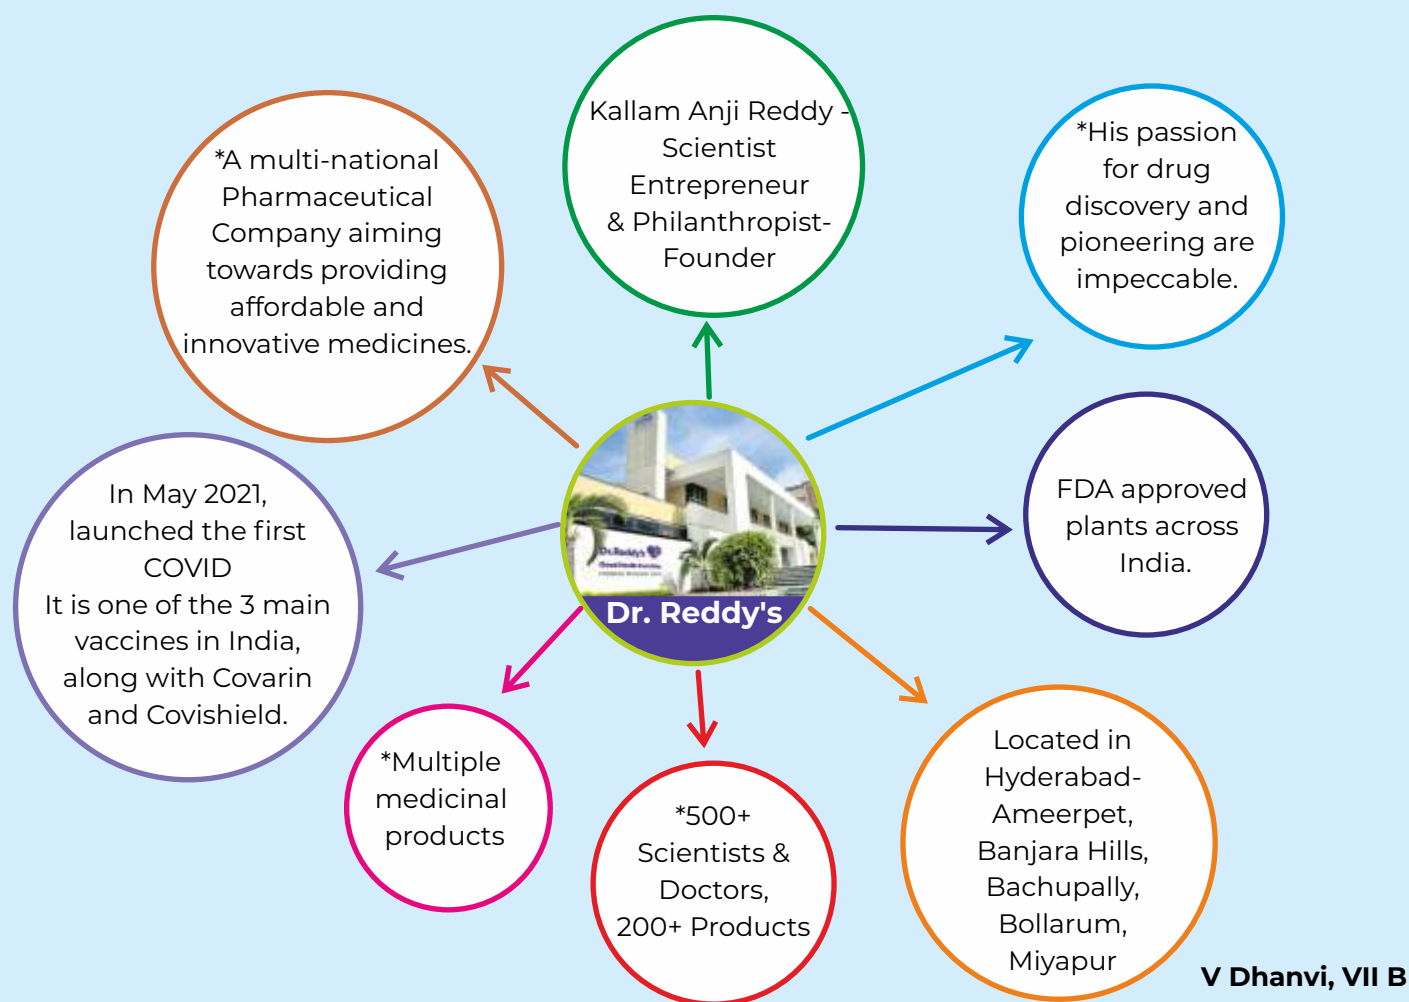 Kallam Anji Reddy -
Scientist
Entrepreneur
& Philanthropist-
Founder
*A multi-national
Pharmaceutical
Company aiming
towards providing
affordable and
innovative medicines.
*His passion
for drug
discovery and
pioneering are
impeccable.
In May 2021,
launched the first
COVID
It is one of the 3 main
vaccines in India,
along with Covarin
and Covishield.
Dr.Reddy's
Dr. Reddy's
FDA approved
plants across
India.
*Multiple
medicinal
products
*500+
Scientists &
Doctors,
200+ Products
Located in
Hyderabad-
Ameerpet,
Banjara Hills,
Bachupally,
Bollarum,
Miyapur
V Dhanvi, VII B